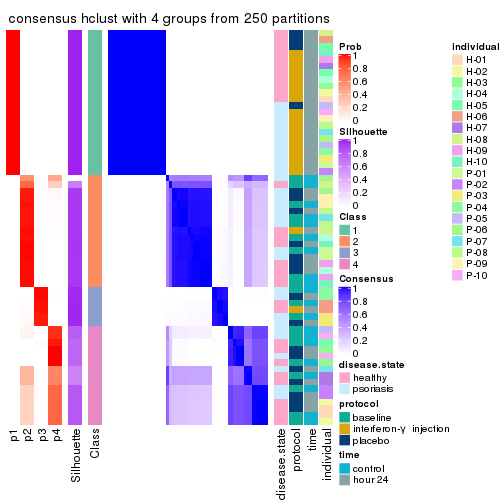 consensus hclust with 4 groups from 250 partitions
p1
p2
p3
p4
Silhouette
Class
disease.state
protocol
time
individual
Prob
1
0.8
0.6
0.4
0.2
0
Silhouette
1
0.8
0.6
0.4
0.2
0
Class
1
2
3
4
Consensus
1
0.8
0.6
0.4
0.2
0
disease.state
healthy
psoriasis
protocol
baseline
interferon-γ injection
placebo
time
control
hour 24
individual
H-01
H-02
H-03
H-04
H-05
H-06
H-07
H-08
H-09
H-10
P-01
P-02
P-03
P-04
P-05
P-06
P-07
P-08
P-09
P-10